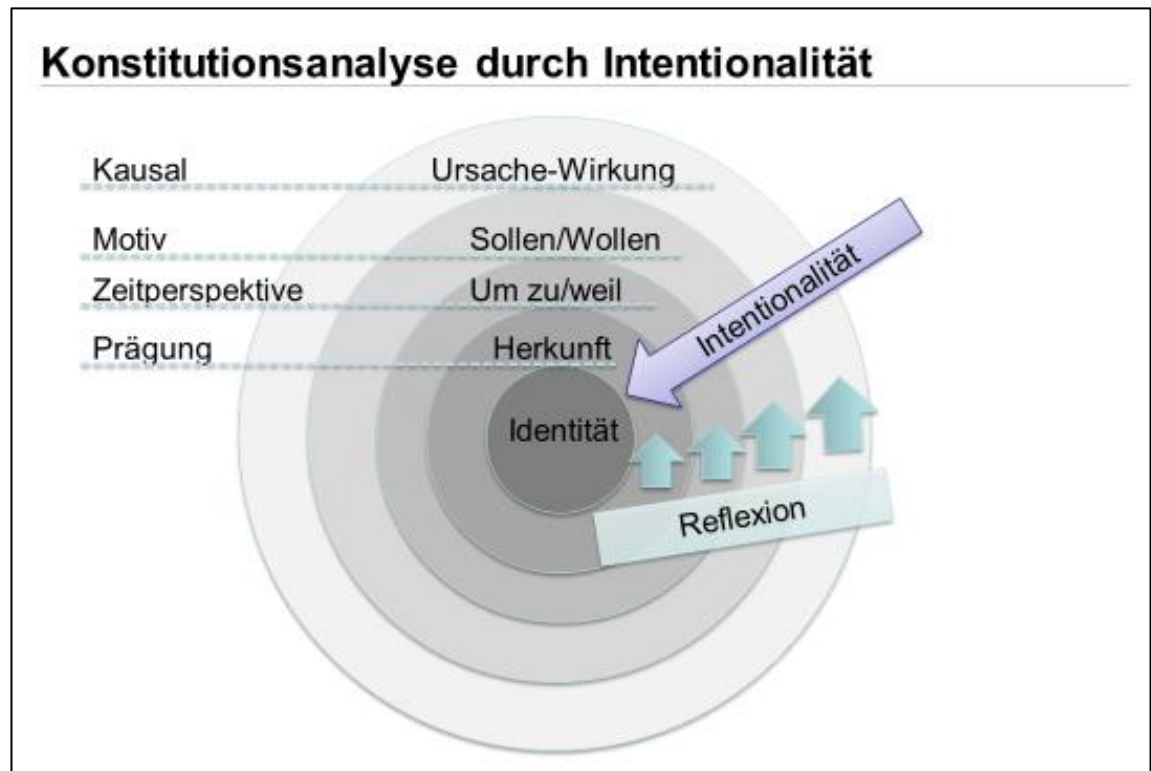 Konstitutionsanalyse durch Intentionalität
Kausal Ursache-Wirkung
Motiv Sollen/Wollen
Zeitperspektive Um zu/weil
Prägung Herkunft
Intentionalität
Identität
Reflexion